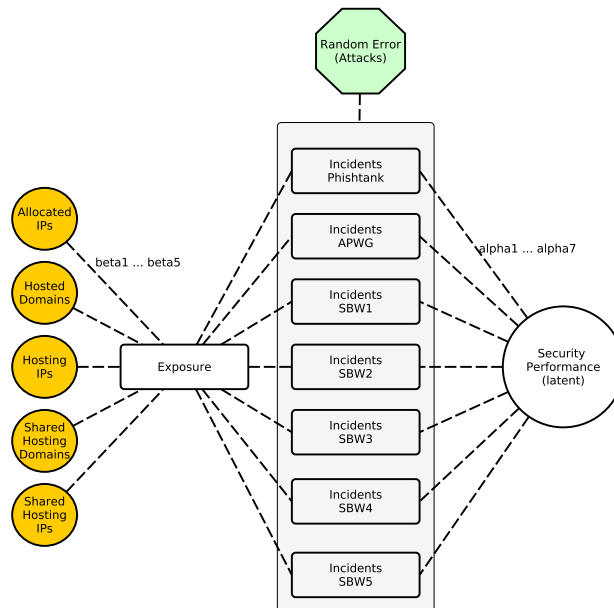 Random Error
(Attacks)
Incidents
Phishtank
Allocated
IPs
Incidents
APWG
alpha1 ... alpha7
beta1 ... beta5
Hosted
Domains
Incidents
SBW1
Hosting
IPs
Exposure
Incidents
SBW2
Security
Performance
(latent)
Shared
Hosting
Domains
Incidents
SBW3
Shared
Hosting
IPs
Incidents
SBW4
Incidents
SBW5